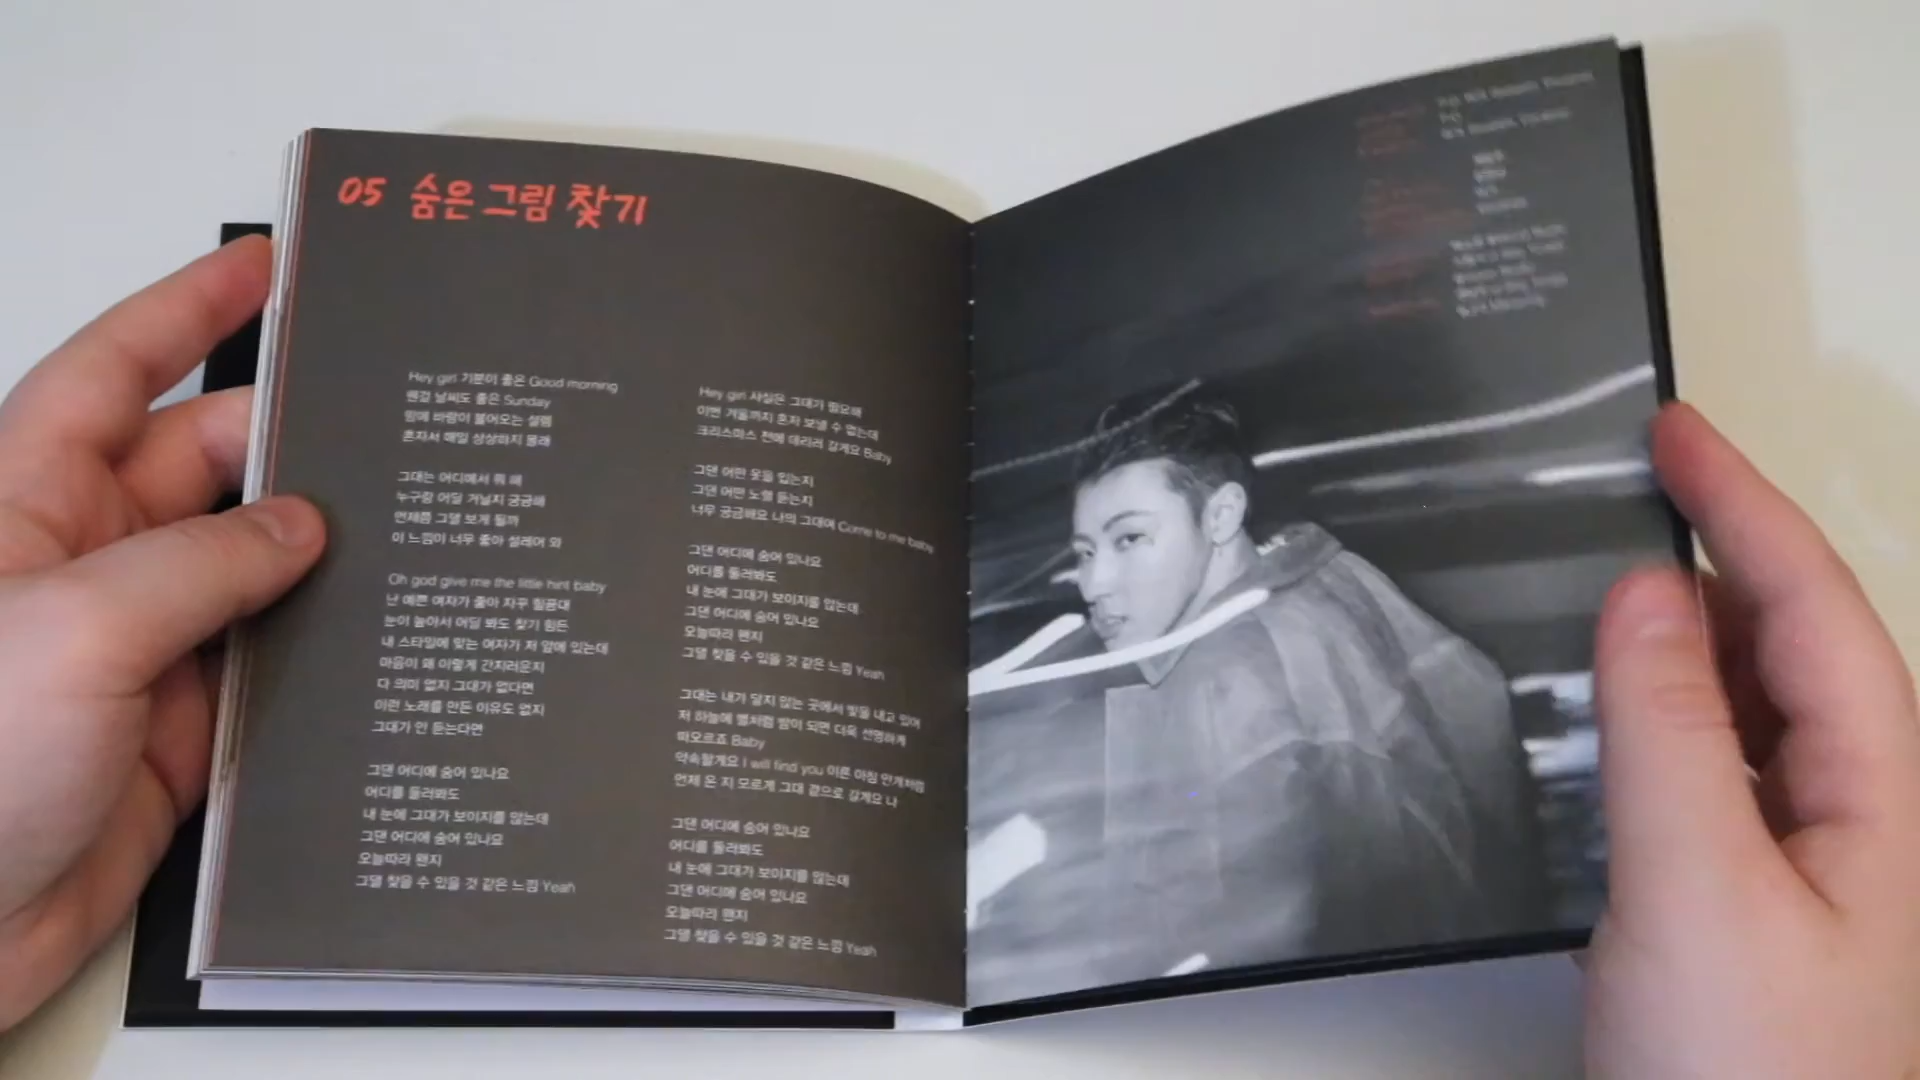 05 숨은 그림 찾기
Hey girl 기분이 좋은 Good morning
웬걸 날씨도 좋은 Sunday
맘에 바람이 불어오는 설렘
혼자서 매일 상상하지 몰래
그대는 어디에서 뭐 해
누구랑 어딜 거닐지 궁금해
언제쯤 그댈 보게 될까
이 느낌이 너무 좋아 설레어 와
Oh god give me the little hint baby
난 예쁜 여자가 좋아 자꾸 힐끔대
눈이 높아서 어딜 봐도 찾기 힘든
내 스타일에 맞는 여자가 저 앞에 있는데
마음이 왜 이렇게 간지러운지
다 의미 없지 그대가 없다면
이런 노래를 만든 이유도 없지
그대가 안 듣는다면
그댄 어디에 숨어 있나요
어디를 둘러봐도
내 눈에 그대가 보이지를 않는데
그댄 어디에 숨어 있나요
오늘따라 왠지
그댈 찾을 수 있을 것 같은 느낌 Yeah
Hey girl 사실은 그대가 필요해
이번 겨울까지 혼자 보낼 수 없는데
크리스마스 전에 데리러 갈게요 Baby
그댄 어떤 옷을 입는지
그댄 어떤 노랠 듣는지
너무 궁금해요 나의 그대여 Come to me baby
그댄 어디에 숨어 있나요
어디를 둘러봐도
내 눈에 그대가 보이지를 않는데
그댄 어디에 숨어 있나요
오늘따라 왠지
그댈 찾을 수 있을 것 같은 느낌 Yeah
그대는 내가 닿지 않는 곳에서 빛을 내고 있어
저 하늘에 별처럼 밤이 되면 더욱 선명하게
떠오르죠 Baby
약속할게요 I will find you 이른 아침 안개처럼
언제 온 지 모르게 그대 곁으로 갈게요 나
그댄 어디에 숨어 있나요
어디를 둘러봐도
내 눈에 그대가 보이지를 않는데
그댄 어디에 숨어 있나요
오늘따라 왠지
그댈 찾을 수 있을 것 같은 느낌 Yeah